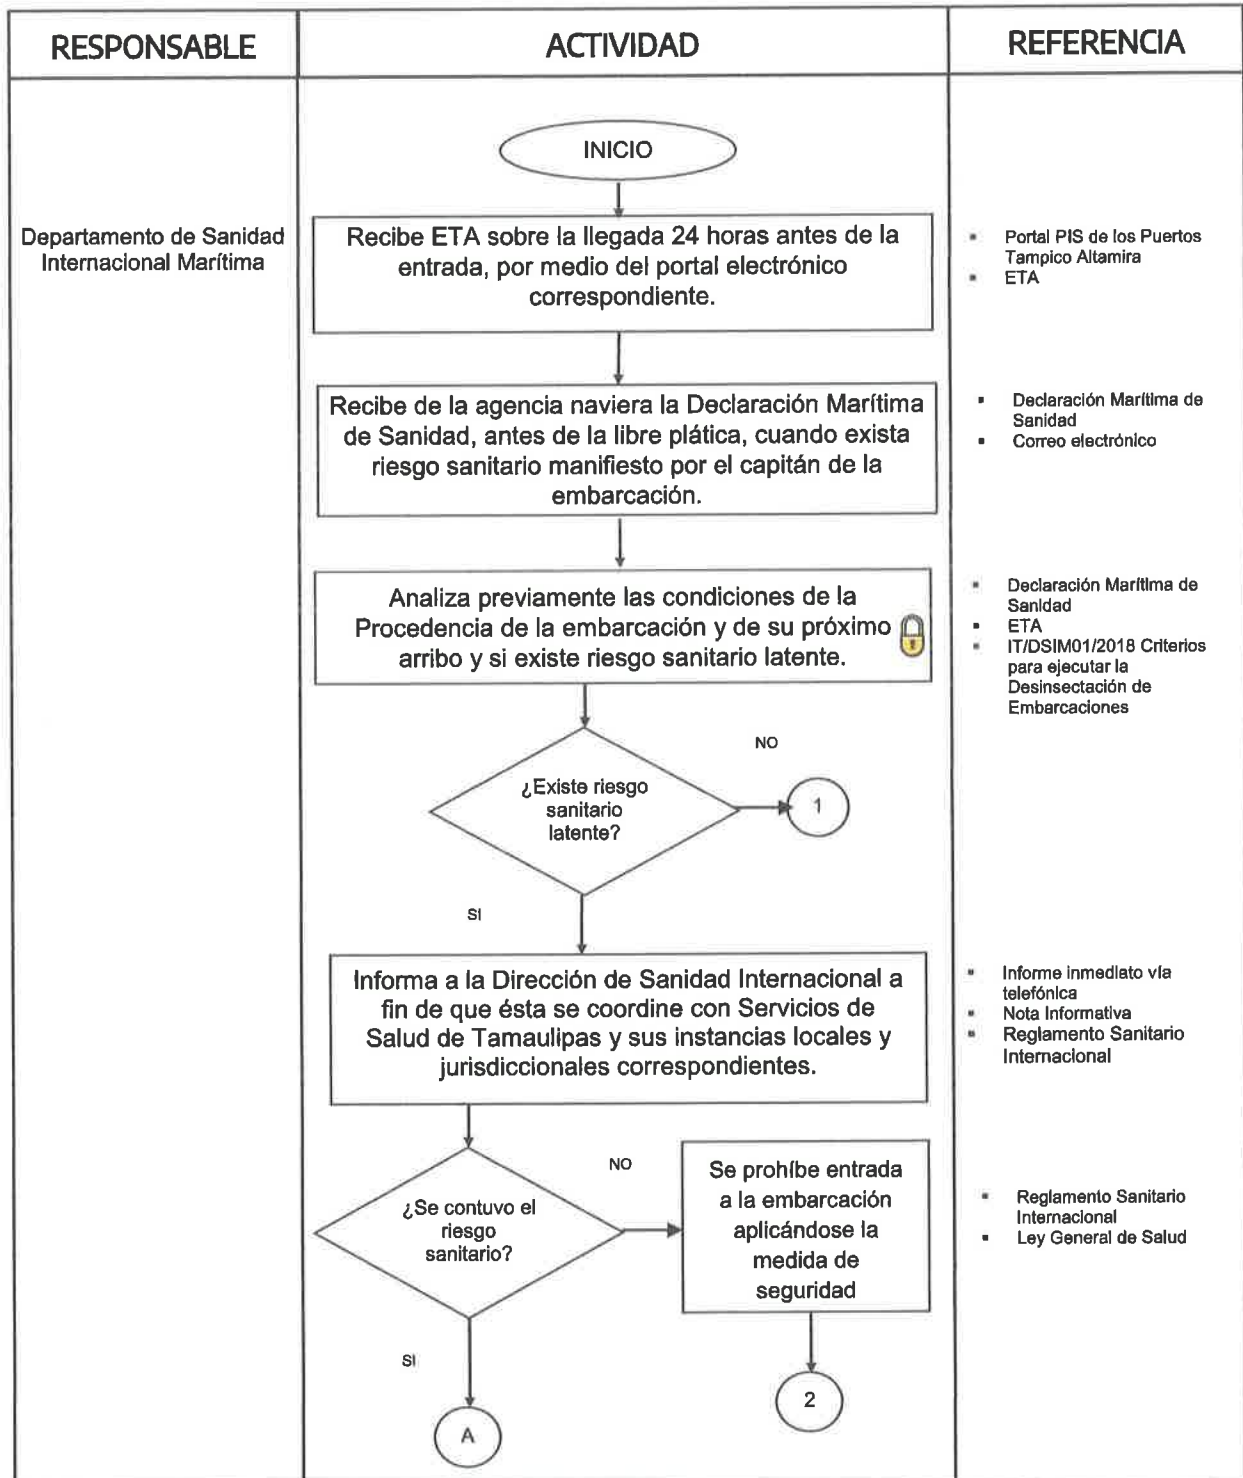 RESPONSABLE
ACTIVIDAD
REFERENCIA
INICIO
Departamento de Sanidad
Internacional Marítima
Recibe ETA sobre la llegada 24 horas antes de la
entrada, por medio del portal electrónico
correspondiente.
▪ Portal PIS de los Puertos
Tampico Altamira
▪ ETA
Recibe de la agencia naviera la Declaración Marítima
de Sanidad, antes de la libre plática, cuando exista
riesgo sanitario manifiesto por el capitán de la
embarcación.
▪ Declaración Marítima de
Sanidad
▪ Correo electrónico
Analiza previamente las condiciones de la
Procedencia de la embarcación y de su próximo
arribo y si existe riesgo sanitario latente.
▪ Declaración Marítima de
Sanidad
▪ ETA
▪ IT/DSIM01/2018 Criterios
para ejecutar la
Desinsectación de
Embarcaciones
¿Existe riesgo
sanitario
latente?
NO
1
SI
Informa a la Dirección de Sanidad Internacional a
fin de que ésta se coordine con Servicios de
Salud de Tamaulipas y sus instancias locales y
jurisdiccionales correspondientes.
▪ Informe inmediato vía
telefónica
▪ Nota Informativa
▪ Reglamento Sanitario
Internacional
¿Se contuvo el
riesgo
sanitario?
NO
Se prohíbe entrada
a la embarcación
aplicándose la
medida de
seguridad
▪ Reglamento Sanitario
Internacional
▪ Ley General de Salud
SI
A
2